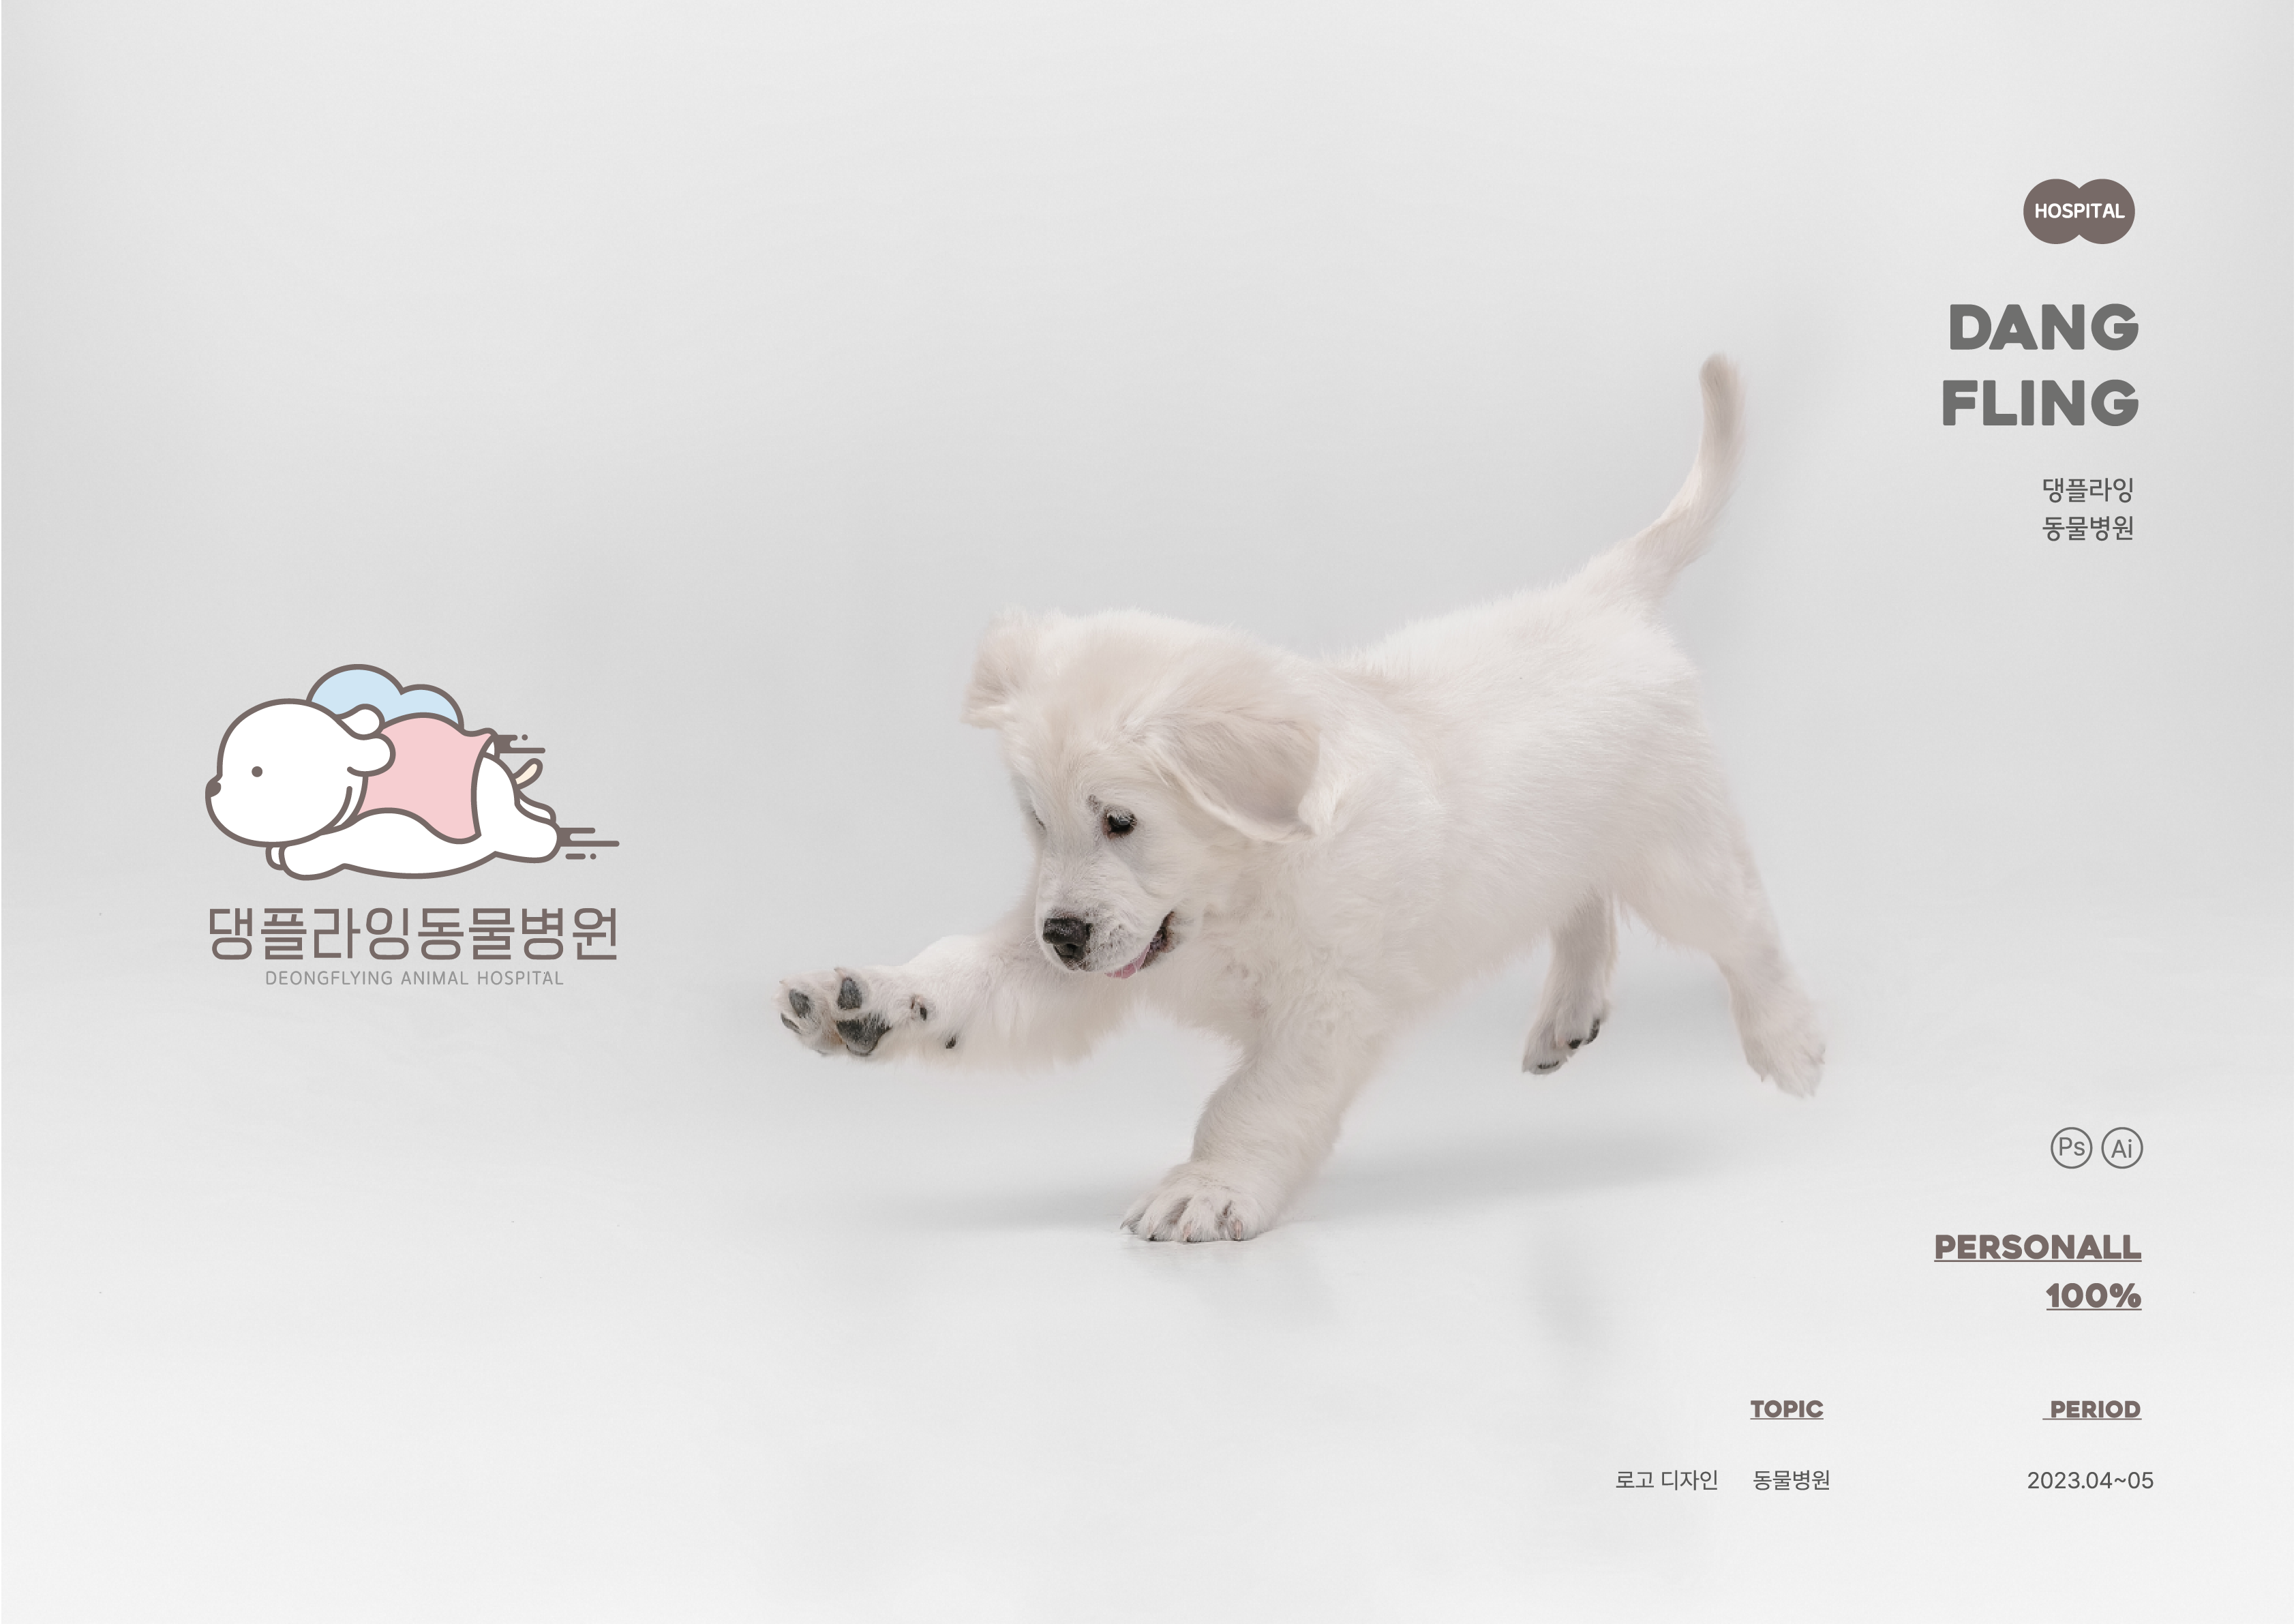 HOSPITAL
DANG
FLING
댕플라잉
동물병원
댕플라잉동물병원
DEONGFLYING ANIMAL HOSPITAL
Ps Ai
PERSONALL
100%
TOPIC PERIOD
로고 디자인 동물병원 2023.04~05